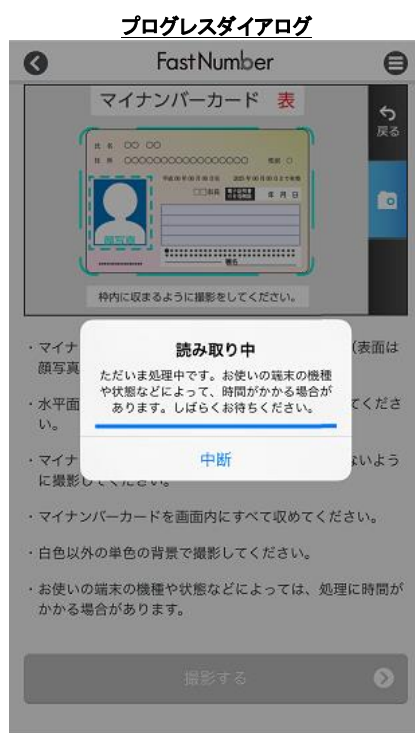 プログレスダイアログ
FastNumber
マイナンバーカード 表
戻る
顔写真
枠内に収まるように撮影をしてください。
・マイナ
(表面は
顔写真
読み取り中
ただいま処理中です。お使いの端末の機種
や状態などによって、時間がかかる場合が
あります。しばらくお待ちください。
中断
・水平面
てくださ
い。
・マイナ
ないよう
に撮影してください。
・マイナンバーカードを画面内にすべて収めてください。
・白色以外の単色の背景で撮影してください。
・お使いの端末の機種や状態などによっては、処理に時間が
かかる場合があります。
撮影する